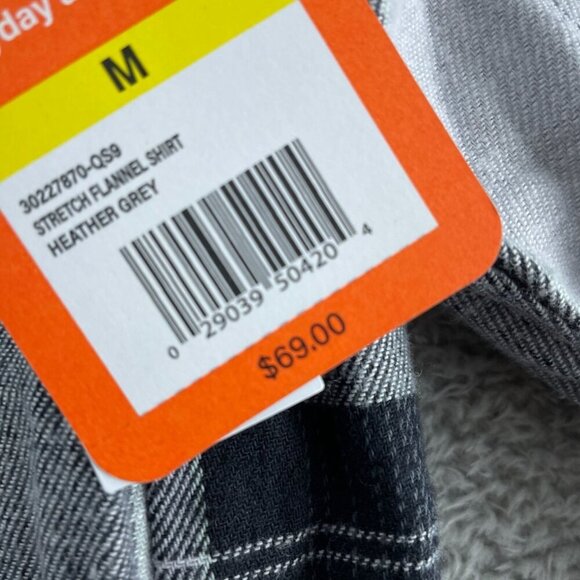 M
30227870-QS9
STRETCH FLANNEL SHIRT
HEATHER GREY
0 29039 50420 4
$69.00